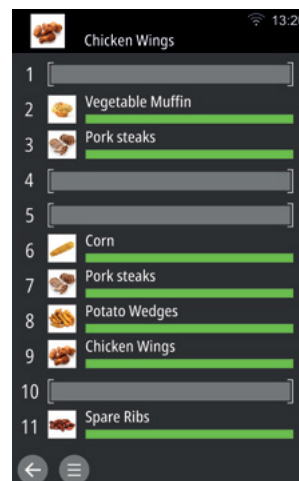 13:2
Chicken Wings
1
2 Vegetable Muffin
3 Pork steaks
4
5
6 Corn
7 Pork steaks
8 Potato Wedges
9 Chicken Wings
10
11 Spare Ribs